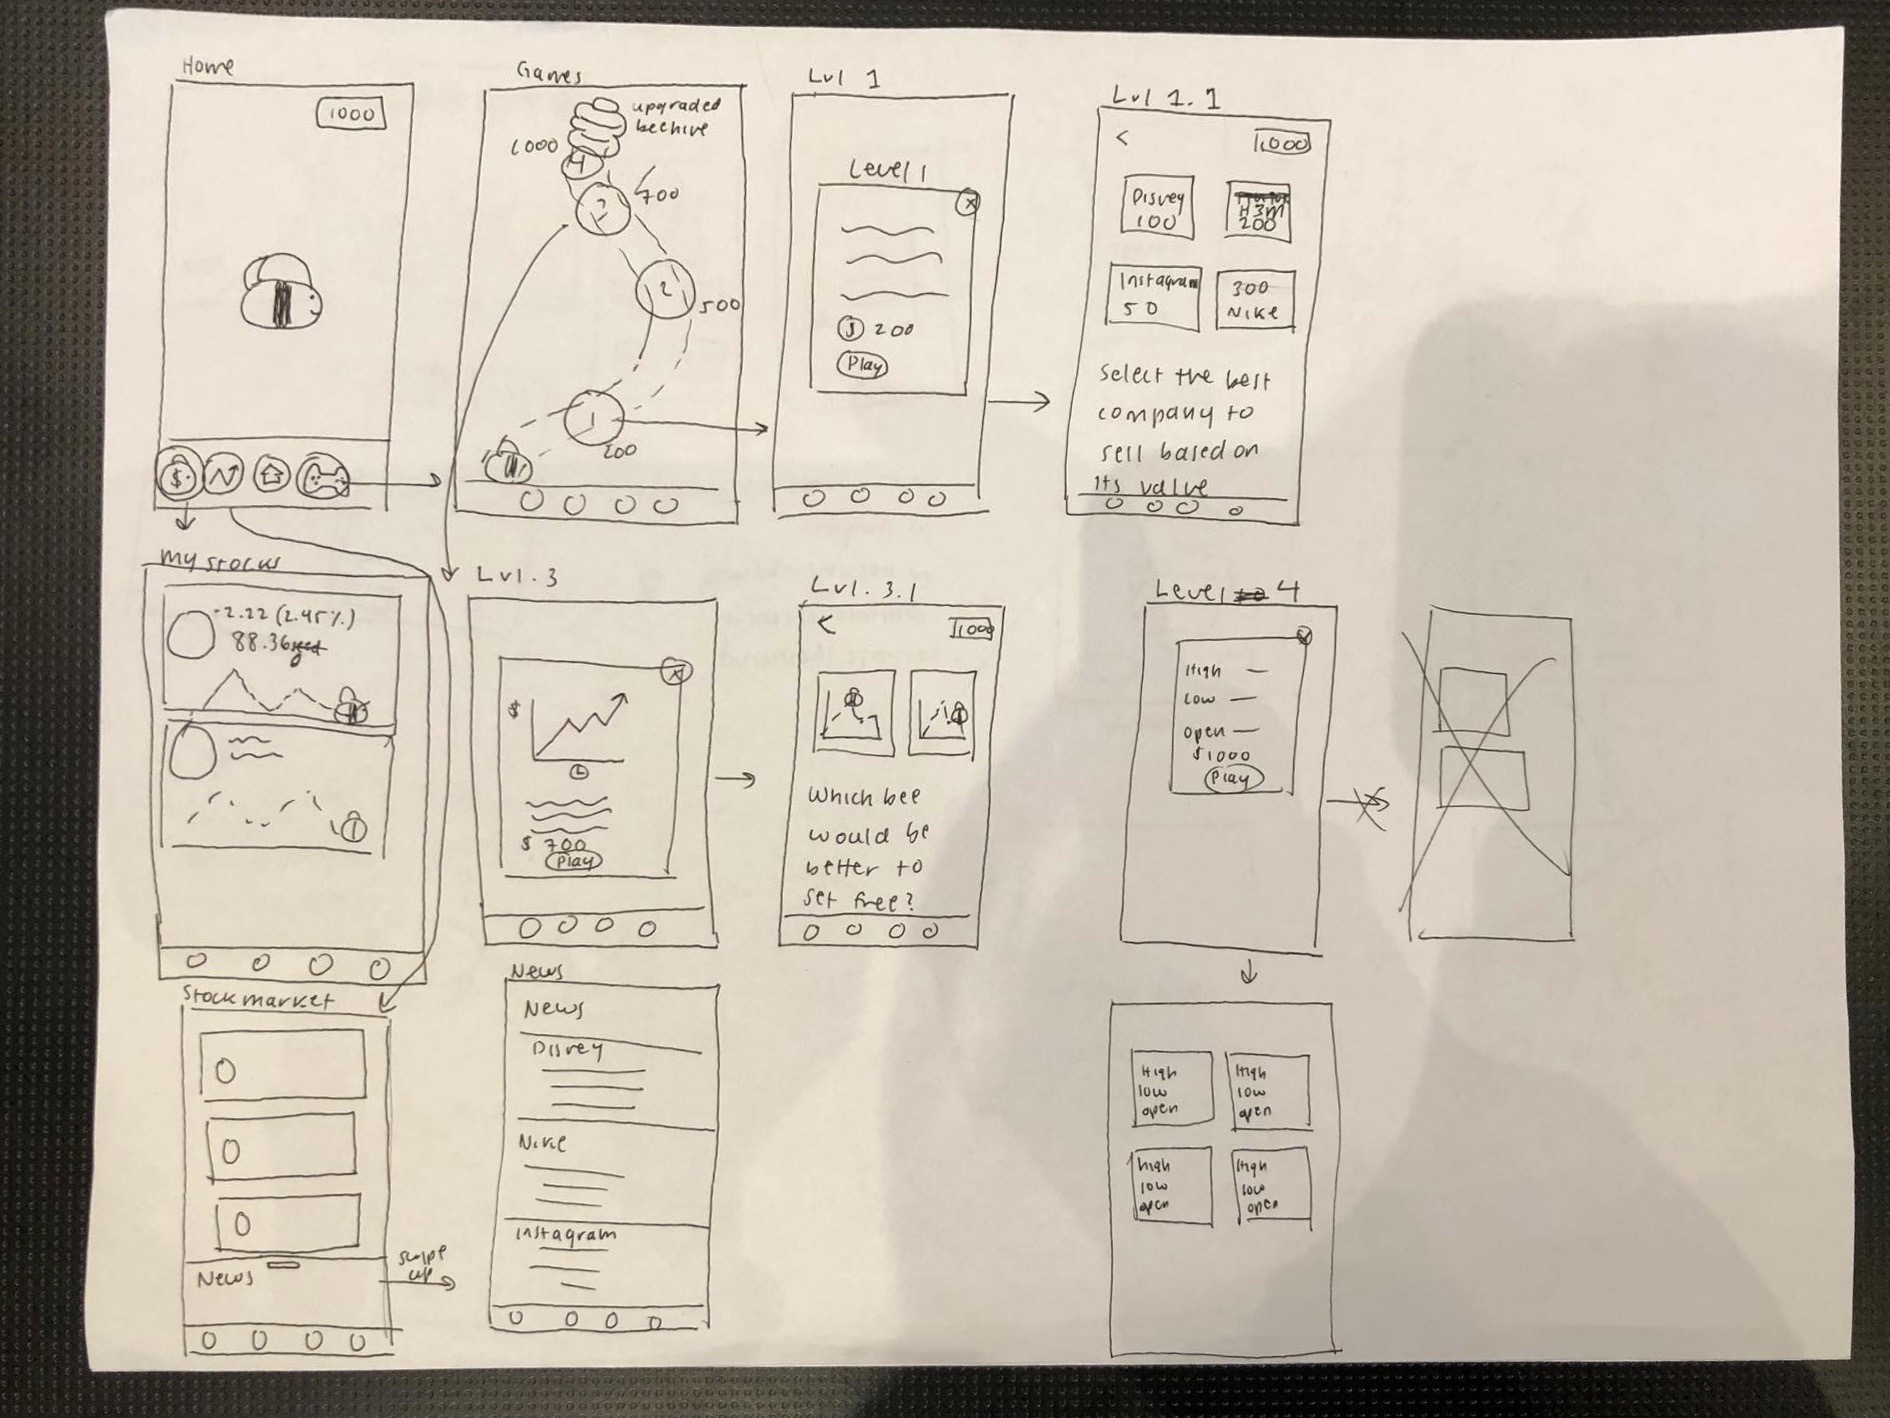 Home
1000
$
Games
upgraded
beehive
1000
4
3
700
2
500
1
200
Lvl 1
Level 1
X
$ 200
Play
Lvl 1.1
<
1000
Disney
100
H&M
200
Instagram
50
300
Nike
Select the best
company to
sell based on
its value
My stocks
-2.22 (2.45%)
88.36
Lvl. 3
X
$
$ 700
Play
Lvl. 3.1
<
1000
Which bee
would be
better to
set free?
Level 4
X
High —
Low —
open —
$1000
Play
High
low
open
High
low
open
high
low
open
High
low
open
Stockmarket
News
swipe
up
News
News
Disney
Nike
Instagram